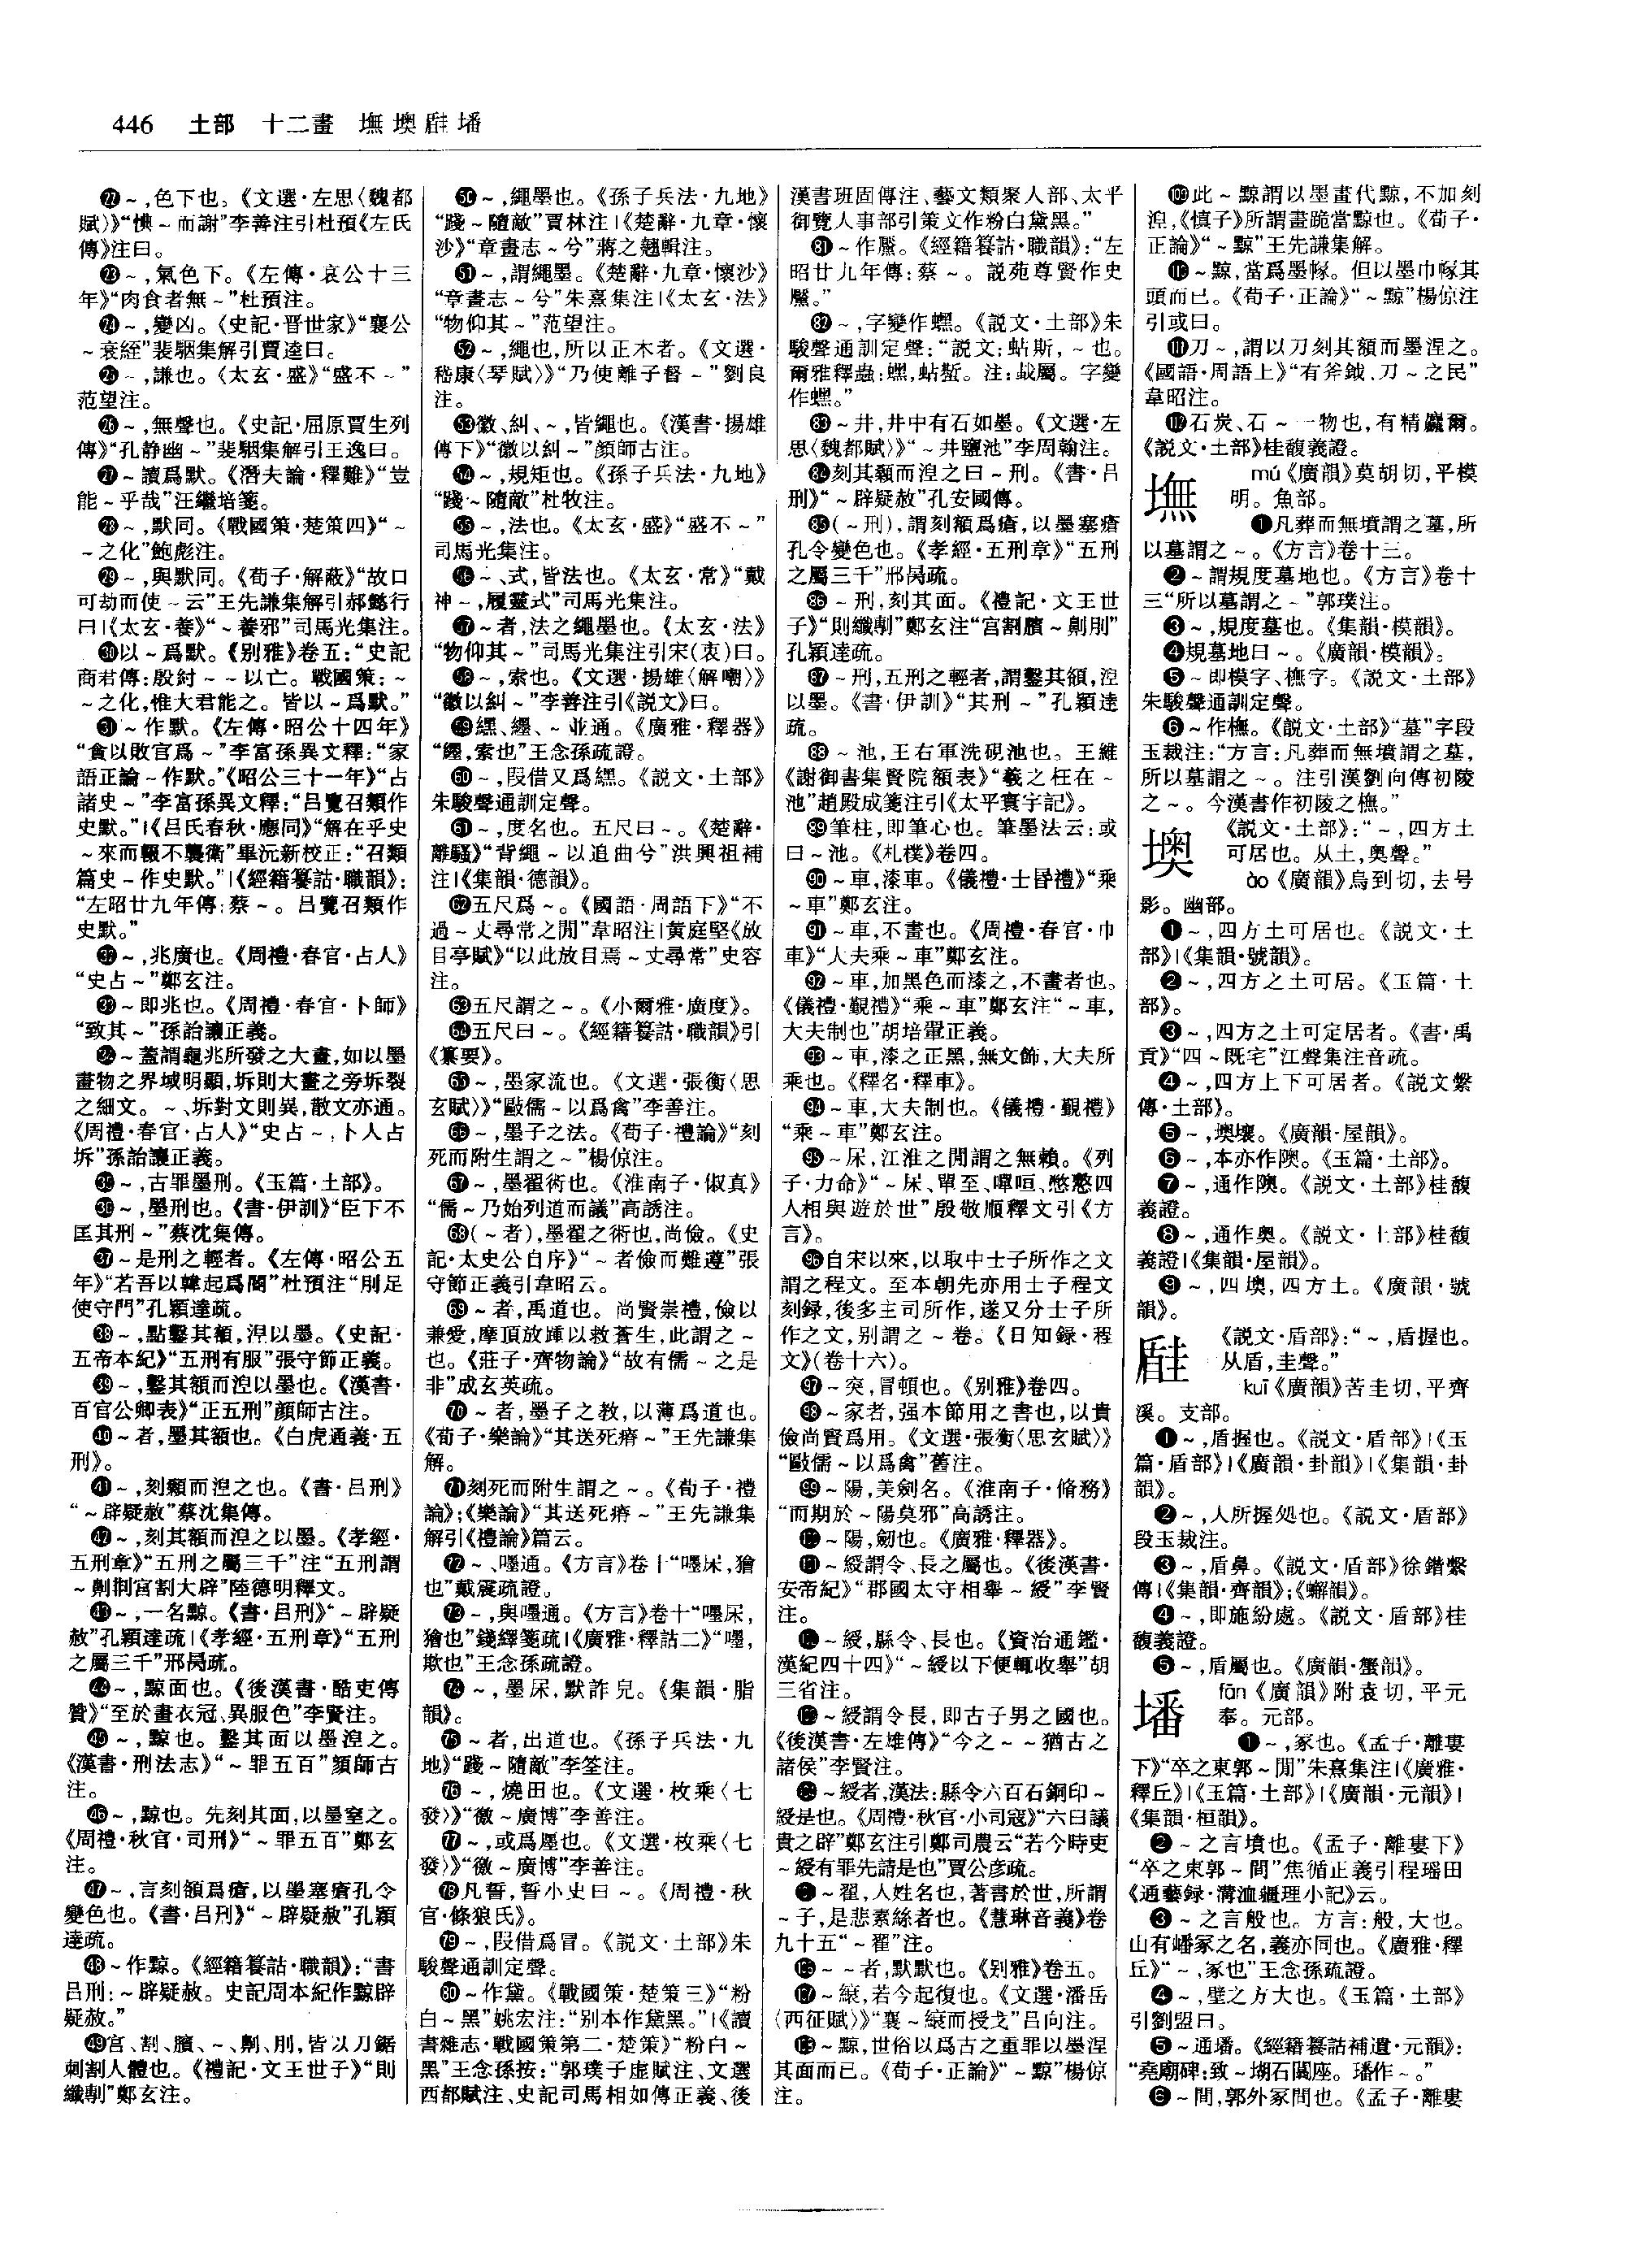 446 土部 十二畫 墲墺𥍋墦
㉒～,色下也。《文選·左思〈魏都
賦〉》“㥏～而謝”李善注引杜預《左氏
傳》注曰。
㉓～,氣色下。《左傳·哀公十三
年》“肉食者無～”杜預注。
㉔～,變凶。《史記·晋世家》“襄公
～衰絰”裴駰集解引賈逵曰。
㉕～,謙也。《太玄·盛》“盛不～”
范望注。
㉖～,無聲也。《史記·屈原賈生列
傳》“孔静幽～”裴駰集解引王逸曰。
㉗～讀爲默。《潛夫論·釋難》“豈
能～乎哉”汪繼培箋。
㉘～,默同。《戰國策·楚策四》“～
～之化”鮑彪注。
㉙～,與默同。《荀子·解蔽》“故口
可劫而使～云”王先謙集解引郝懿行
曰|《太玄·養》“～養邪”司馬光集注。
㉚以～爲默。《别雅》卷五:“史記
商君傳:殷紂～～以亡。戰國策:～
～之化,惟大君能之。皆以～爲默。”
㉛～作默。《左傳·昭公十四年》
“貪以敗官爲～”李富孫異文釋:“家
語正論～作默。”《昭公三十一年》“占
諸史～”李富孫異文釋:“吕覽召類作
史默。”|《吕氏春秋·應同》“解在乎史
～來而輟不襲衛”畢沅新校正:“召類
篇史～作史默。”|《經籍籑詁·職韻》:
“左昭廿九年傳:蔡～。吕覽召類作
史默。”
㉜～,兆廣也。《周禮·春官·占人》
“史占～”鄭玄注。
㉝～即兆也。《周禮·春官·卜師》
“致其～”孫詒讓正義。
㉞～蓋謂龜兆所發之大畫,如以墨
畫物之界域明顯,坼則大畫之旁坼裂
之細文。～、坼對文則異,散文亦通。
《周禮·春官·占人》“史占～,卜人占
坼”孫詒讓正義。
㉟～,古罪墨刑。《玉篇·土部》。
㊱～,墨刑也。《書·伊訓》“臣下不
匡其刑～”蔡沈集傳。
㊲～是刑之輕者。《左傳·昭公五
年》“若吾以韓起爲閽”杜預注“刖足
使守門”孔穎達疏。
㊳～,點鑿其額,涅以墨。《史記·
五帝本紀》“五刑有服”張守節正義。
㊴～,鑿其額而涅以墨也。《漢書·
百官公卿表》“正五刑”顔師古注。
㊵～者,墨其額也。《白虎通義·五
刑》。
㊶～,刻顙而涅之也。《書·吕刑》
“～辟疑赦”蔡沈集傳。
㊷～,刻其額而涅之以墨。《孝經·
五刑章》“五刑之屬三千”注“五刑謂
～劓剕宫割大辟”陸德明釋文。
㊸～,一名黥。《書·吕刑》“～辟疑
赦”孔穎達疏|《孝經·五刑章》“五刑
之屬三千”邢昺疏。
㊹～,黥面也。《後漢書·酷吏傳
贊》“至於畫衣冠、異服色”李賢注。
㊺～,黥也。鑿其面以墨涅之。
《漢書·刑法志》“～罪五百”顔師古
注。
㊻～,黥也。先刻其面,以墨窒之。
《周禮·秋官·司刑》“～罪五百”鄭玄
注。
㊼～,言刻額爲瘡,以墨塞瘡孔令
變色也。《書·吕刑》“～辟疑赦”孔穎
達疏。
㊽～作黥。《經籍籑詁·職韻》:“書
吕刑:～辟疑赦。史記周本紀作黥辟
疑赦。”
㊾宫、割、臏、～、劓、刖,皆以刀鋸
刺割人體也。《禮記·文王世子》“則
纖剸”鄭玄注。
㊿～,繩墨也。《孫子兵法·九地》
“踐～隨敵”賈林注|《楚辭·九章·懷
沙》“章畫志～兮”蔣之翹輯注。
51～,謂繩墨。《楚辭·九章·懷沙》
“章畫志～兮”朱熹集注|《太玄·法》
“物仰其～”范望注。
52～,繩也,所以正木者。《文選·
嵇康〈琴賦〉》“乃使離子督～”劉良
注。
53徽、糾、～,皆繩也。《漢書·揚雄
傳下》“徽以糾～”顔師古注。
54～,規矩也。《孫子兵法·九地》
“踐～隨敵”杜牧注。
55～,法也。《太玄·盛》“盛不～”
司馬光集注。
56～、式,皆法也。《太玄·常》“戴
神～,履靈式”司馬光集注。
57～者,法之繩墨也。《太玄·法》
“物仰其～”司馬光集注引宋(衷)曰。
58～,索也。《文選·揚雄〈解嘲〉》
“徽以糾～”李善注引《説文》曰。
59纆、纆、～並通。《廣雅·釋器》
“纆,索也”王念孫疏證。
60～,叚借又爲纆。《説文·土部》
朱駿聲通訓定聲。
61～,度名也。五尺曰～。《楚辭·
離騷》“背繩～以追曲兮”洪興祖補
注|《集韻·德韻》。
62五尺爲～。《國語·周語下》“不
過～丈尋常之閒”韋昭注|黄庭堅《放
目亭賦》“以此放目焉～丈尋常”史容
注。
63五尺謂之～。《小爾雅·廣度》。
64五尺曰～。《經籍籑詁·職韻》引
《纂要》。
65～,墨家流也。《文選·張衡〈思
玄賦〉》“毆儒～以爲禽”李善注。
66～,墨子之法。《荀子·禮論》“刻
死而附生謂之～”楊倞注。
67～,墨翟術也。《淮南子·俶真》
“儒～乃始列道而議”高誘注。
68(～者),墨翟之術也,尚儉。《史
記·太史公自序》“～者儉而難遵”張
守節正義引韋昭云。
69～者,禹道也。尚賢崇禮,儉以
兼愛,摩頂放踵以救蒼生,此謂之～
也。《莊子·齊物論》“故有儒～之是
非”成玄英疏。
70～者,墨子之教,以薄爲道也。
《荀子·樂論》“其送死瘠～”王先謙集
解。
71刻死而附生謂之～。《荀子·禮
論》;《樂論》“其送死瘠～”王先謙集
解引《禮論》篇云。
72～、嚜通。《方言》卷十“嚜杘,獪
也”戴震疏證。
73～,與嚜通。《方言》卷十“嚜杘,
獪也”錢繹箋疏|《廣雅·釋詁二》“嚜,
欺也”王念孫疏證。
74～,墨杘,默詐皃。《集韻·脂
韻》。
75～者,出道也。《孫子兵法·九
地》“踐～隨敵”李筌注。
76～,燒田也。《文選·枚乘〈七
發〉》“徼～廣博”李善注。
77～,或爲㕓也。《文選·枚乘〈七
發〉》“徼～廣博”李善注。
78凡誓,誓小史曰～。《周禮·秋
官·條狼氏》。
79～,叚借爲冒。《説文·土部》朱
駿聲通訓定聲。
80～作黛。《戰國策·楚策三》“粉
白～黑”姚宏注:“别本作黛黑。”|《讀
書雜志·戰國策第二·楚策》“粉白～
黑”王念孫按:“郭璞子虚賦注、文選
西都賦注、史記司馬相如傳正義、後
漢書班固傳注、藝文類聚人部、太平
御覽人事部引策文作粉白黛黑。”
81～作黶。《經籍籑詁·職韻》:“左
昭廿九年傳:蔡～。説苑尊賢作史
黶。”
82～,字變作蟔。《説文·土部》朱
駿聲通訓定聲:“説文:蛅斯,～也。
爾雅釋蟲:蟔,蛅蟴。注:蛓屬。字變
作蟔。”
83～井,井中有石如墨。《文選·左
思〈魏都賦〉》“～井鹽池”李周翰注。
84刻其顙而涅之曰～刑。《書·吕
刑》“～辟疑赦”孔安國傳。
85(～刑),謂刻額爲瘡,以墨塞瘡
孔令變色也。《孝經·五刑章》“五刑
之屬三千”邢昺疏。
86～刑,刻其面。《禮記·文王世
子》“則纖剸”鄭玄注“宫割臏～劓刖”
孔穎達疏。
87～刑,五刑之輕者,謂鑿其額,涅
以墨。《書·伊訓》“其刑～”孔穎達
疏。
88～池,王右軍洗硯池也。王維
《謝御書集賢院額表》“羲之枉在～
池”趙殿成箋注引《太平寰宇記》。
89筆柱,即筆心也。筆墨法云:或
曰～池。《札樸》卷四。
90～車,漆車。《儀禮·士昏禮》“乘
～車”鄭玄注。
91～車,不畫也。《周禮·春官·巾
車》“大夫乘～車”鄭玄注。
92～車,加黑色而漆之,不畫者也。
《儀禮·覲禮》“乘～車”鄭玄注“～車,
大夫制也”胡培翬正義。
93～車,漆之正黑,無文飾,大夫所
乘也。《釋名·釋車》。
94～車,大夫制也。《儀禮·覲禮》
“乘～車”鄭玄注。
95～杘,江淮之閒謂之無賴。《列
子·力命》“～杘、單至、嘽咺、憋懯四
人相與遊於世”殷敬順釋文引《方
言》。
96自宋以來,以取中士子所作之文
謂之程文。至本朝先亦用士子程文
刻録,後多主司所作,遂又分士子所
作之文,别謂之～卷。《日知録·程
文》(卷十六)。
97～突,冒頓也。《别雅》卷四。
98～家者,强本節用之書也,以貴
儉尚賢爲用。《文選·張衡〈思玄賦〉》
“毆儒～以爲禽”舊注。
99～陽,美劍名。《淮南子·脩務》
“而期於～陽莫邪”高誘注。
100～陽,劒也。《廣雅·釋器》。
101～綬謂令、長之屬也。《後漢書·
安帝紀》“郡國太守相舉～綬”李賢
注。
102～綬,縣令、長也。《資治通鑑·
漢紀四十四》“～綬以下便輒收舉”胡
三省注。
103～綬謂令長,即古子男之國也。
《後漢書·左雄傳》“今之～～猶古之
諸侯”李賢注。
104～綬者,漢法:縣令六百石銅印～
綬是也。《周禮·秋官·小司寇》“六曰議
貴之辟”鄭玄注引鄭司農云“若今時吏
～綬有罪先請是也”賈公彦疏。
105～翟,人姓名也,著書於世,所謂
～子,是悲素絲者也。《慧琳音義》卷
九十五“～翟”注。
106～～者,默默也。《别雅》卷五。
107～縗,若今起復也。《文選·潘岳
〈西征賦〉》“襄～縗而授戈”吕向注。
108～黥,世俗以爲古之重罪以墨涅
其面而已。《荀子·正論》“～黥”楊倞
注。
109此～黥謂以墨畫代黥,不加刻
涅,《慎子》所謂畫跪當黥也。《荀子·
正論》“～黥”王先謙集解。
110～黥,當爲墨幪。但以墨巾幪其
頭而已。《荀子·正論》“～黥”楊倞注
引或曰。
111刀～,謂以刀刻其額而墨涅之。
《國語·周語上》“有斧鉞、刀～之民”
韋昭注。
112石炭、石～一物也,有精麤爾。
《説文·土部》桂馥義證。
墲 mú《廣韻》莫胡切,平模
明。魚部。
❶凡葬而無墳謂之墓,所
以墓謂之～。《方言》卷十三。
❷～謂規度墓地也。《方言》卷十
三“所以墓謂之～”郭璞注。
❸～,規度墓也。《集韻·模韻》。
❹規墓地曰～。《廣韻·模韻》。
❺～即模字、橅字。《説文·土部》
朱駿聲通訓定聲。
❻～作橅。《説文·土部》“墓”字段
玉裁注:“方言:凡葬而無墳謂之墓,
所以墓謂之～。注引漢劉向傳初陵
之～。今漢書作初陵之橅。”
墺 《説文·土部》:“～,四方土
可居也。从土,奥聲。”
ào《廣韻》烏到切,去号
影。幽部。
❶～,四方土可居也。《説文·土
部》|《集韻·號韻》。
❷～,四方之土可居。《玉篇·土
部》。
❸～,四方之土可定居者。《書·禹
貢》“四～既宅”江聲集注音疏。
❹～,四方上下可居者。《説文繫
傳·土部》。
❺～,墺壤。《廣韻·屋韻》。
❻～,本亦作隩。《玉篇·土部》。
❼～,通作隩。《説文·土部》桂馥
義證。
❽～,通作奥。《説文·土部》桂馥
義證|《集韻·屋韻》。
❾～,四墺,四方土。《廣韻·號
韻》。
𥍋 《説文·盾部》:“～,盾握也。
从盾,圭聲。”
kuī《廣韻》苦圭切,平齊
溪。支部。
❶～,盾握也。《説文·盾部》|《玉
篇·盾部》|《廣韻·卦韻》|《集韻·卦
韻》。
❷～,人所握処也。《説文·盾部》
段玉裁注。
❸～,盾鼻。《説文·盾部》徐鍇繫
傳|《集韻·齊韻》;《蟹韻》。
❹～,即施紛處。《説文·盾部》桂
馥義證。
❺～,盾屬也。《廣韻·蟹韻》。
墦 fán《廣韻》附袁切,平元
奉。元部。
❶～,冢也。《孟子·離婁
下》“卒之東郭～閒”朱熹集注|《廣雅·
釋丘》|《玉篇·土部》|《廣韻·元韻》|
《集韻·桓韻》。
❷～之言墳也。《孟子·離婁下》
“卒之東郭～間”焦循正義引程瑶田
《通藝録·溝洫疆理小記》云。
❸～之言般也。方言:般,大也。
山有嶓冢之名,義亦同也。《廣雅·釋
丘》“～,冢也”王念孫疏證。
❹～,壁之方大也。《玉篇·土部》
引劉盟曰。
❺～通墦。《經籍籑詁補遺·元韻》:
“堯廟碑:致～堋石闥座。璠作～。”
❻～間,郭外冢間也。《孟子·離婁